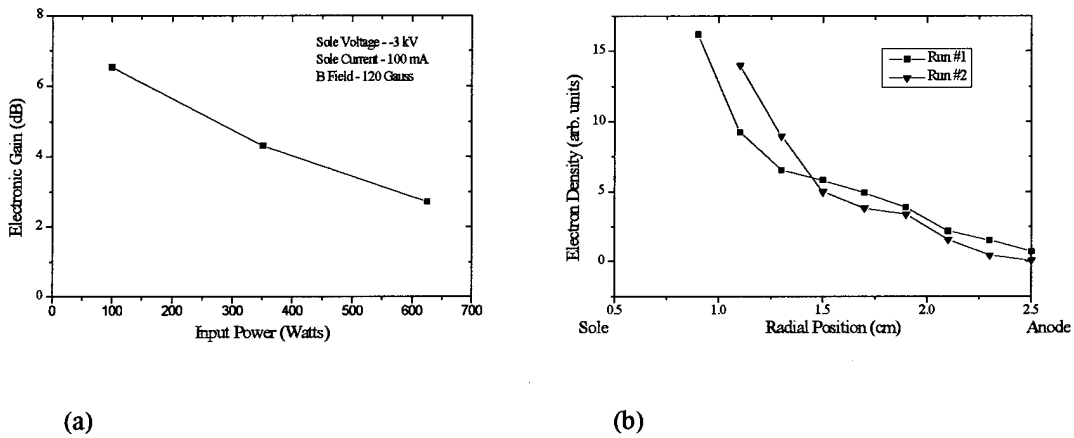 8
6
4
2
0
Electronic Gain (dB)
Sole Voltage - -3 kV
Sole Current - 100 mA
B Field - 120 Gauss
0 100 200 300 400 500 600 700
Input Power (Watts)
(a)
15
10
5
0
Electron Density (arb. units)
Run #1
Run #2
0.5 1.0 1.5 2.0 2.5
Sole Radial Position (cm) Anode
(b)